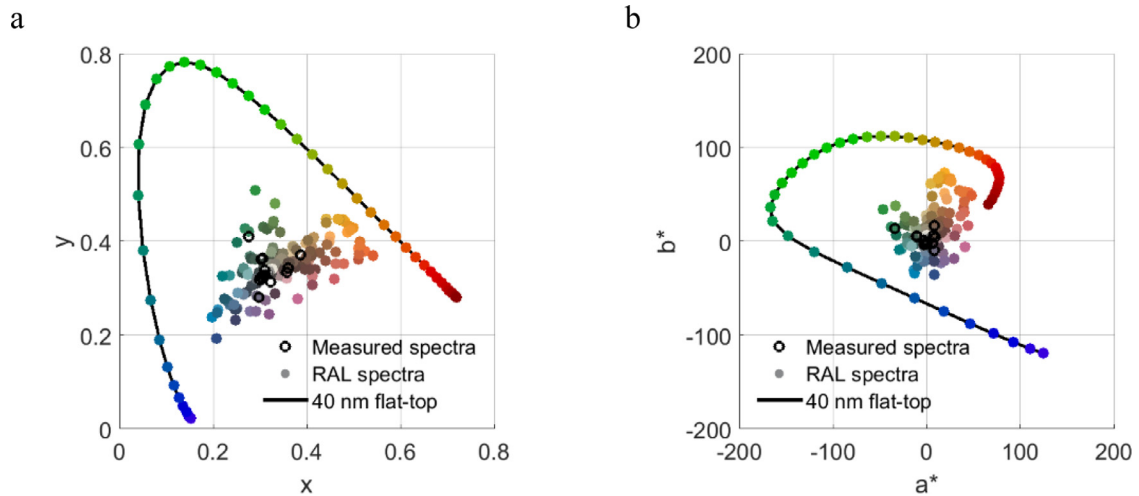 a
0.8
0.6
y
0.4
0.2
Measured spectra
RAL spectra
40 nm flat-top
0
0 0.2 0.4 0.6 0.8
x
b
200
100
b*
0
-100
Measured spectra
RAL spectra
40 nm flat-top
-200
-200 -100 0 100 200
a*